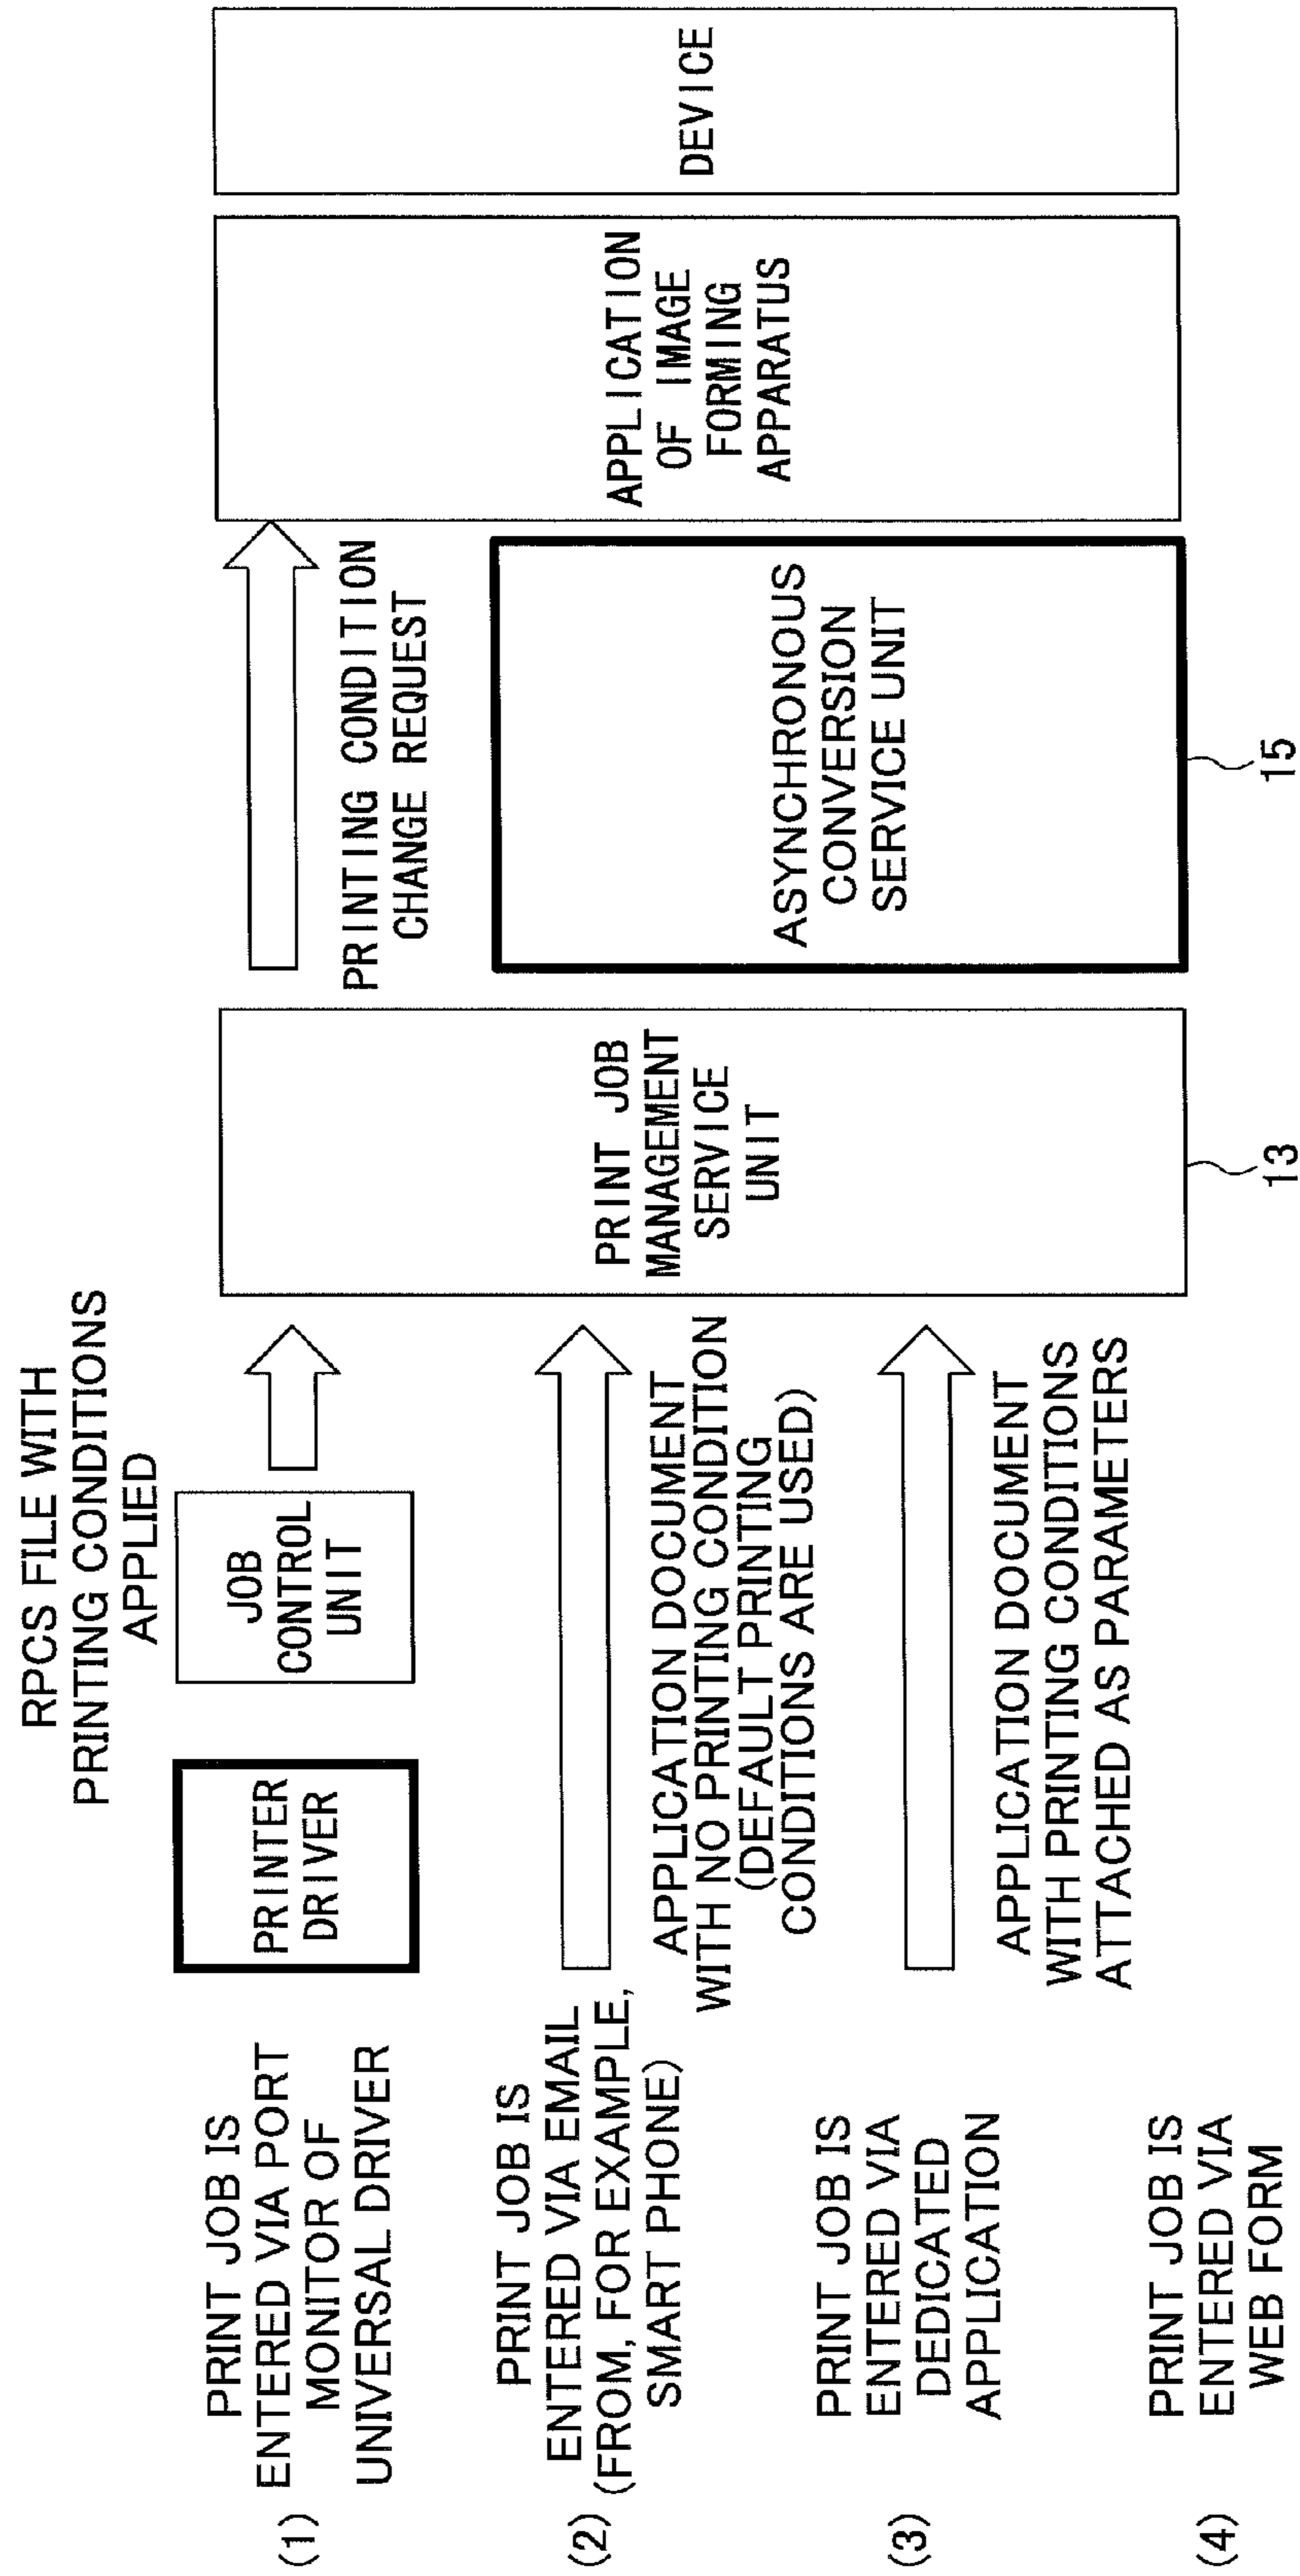 RPCS FILE WITH
PRINTING CONDITIONS
APPLIED
(1)
PRINT JOB IS
ENTERED VIA PORT
MONITOR OF
UNIVERSAL DRIVER
PRINTER
DRIVER
JOB
CONTROL
UNIT
PRINTING CONDITION
CHANGE REQUEST
(2)
PRINT JOB IS
ENTERED VIA EMAIL
(FROM, FOR EXAMPLE,
SMART PHONE)
APPLICATION DOCUMENT
WITH NO PRINTING CONDITION
(DEFAULT PRINTING
CONDITIONS ARE USED)
(3)
PRINT JOB IS
ENTERED VIA
DEDICATED
APPLICATION
APPLICATION DOCUMENT
WITH PRINTING CONDITIONS
ATTACHED AS PARAMETERS
(4)
PRINT JOB IS
ENTERED VIA
WEB FORM
PRINT JOB
MANAGEMENT
SERVICE
UNIT
13
ASYNCHRONOUS
CONVERSION
SERVICE UNIT
15
APPLICATION
OF IMAGE
FORMING
APPARATUS
DEVICE